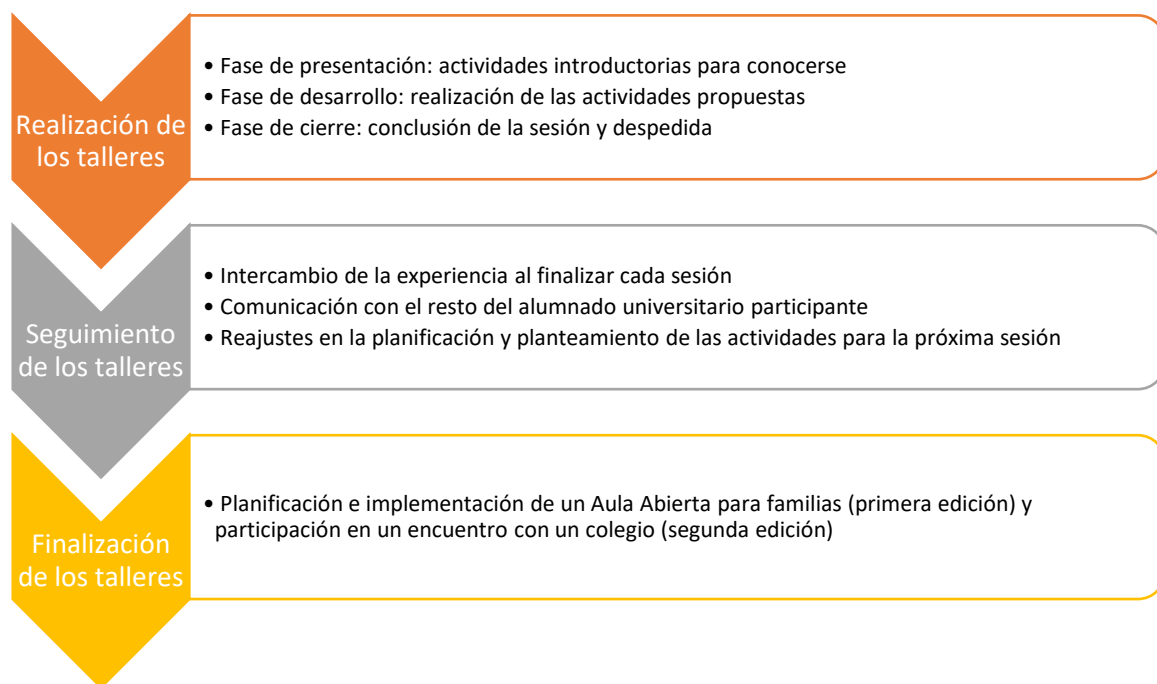 Realización de
los talleres
• Fase de presentación: actividades introductorias para conocerse
• Fase de desarrollo: realización de las actividades propuestas
• Fase de cierre: conclusión de la sesión y despedida
Seguimiento
de los talleres
• Intercambio de la experiencia al finalizar cada sesión
• Comunicación con el resto del alumnado universitario participante
• Reajustes en la planificación y planteamiento de las actividades para la próxima sesión
Finalización
de los talleres
• Planificación e implementación de un Aula Abierta para familias (primera edición) y
participación en un encuentro con un colegio (segunda edición)